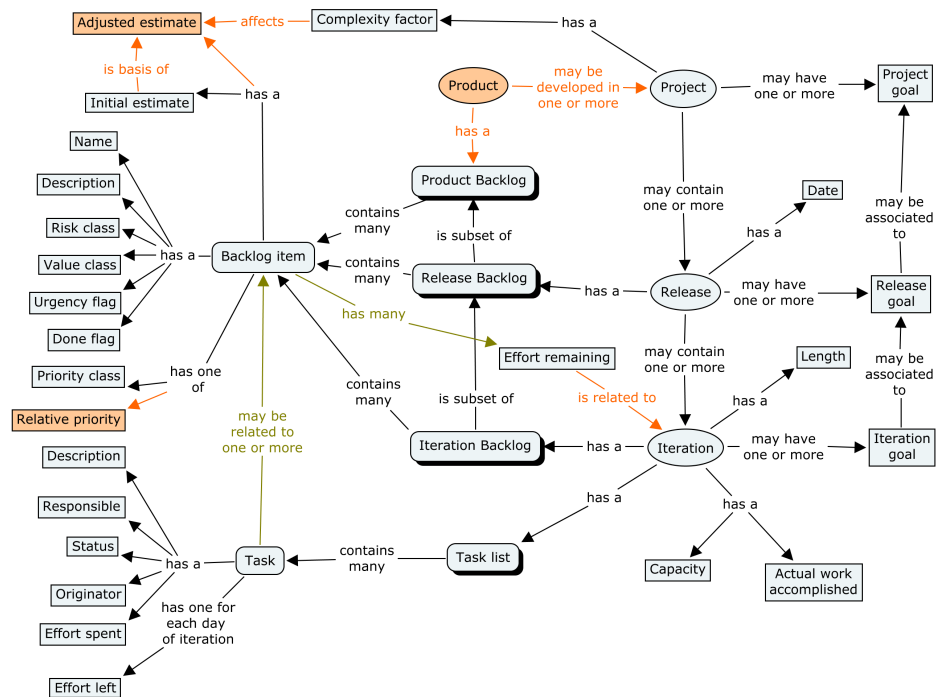 Adjusted estimate
affects
Complexity factor
has a
is basis of
Initial estimate
has a
Product
may be
developed in
one or more
Project
may have
one or more
Project
goal
has a
Name
Description
Risk class
Value class
Urgency flag
Done flag
has a
Backlog item
contains
many
Product Backlog
is subset of
contains
many
Release Backlog
has a
Release
may contain
one or more
Date
has a
may have
one or more
Release
goal
may be
associated
to
has many
Effort remaining
is related to
may contain
one or more
Length
has a
may be
associated
to
Priority class
has one
of
Relative priority
may be
related to
one or more
contains
many
is subset of
Iteration Backlog
has a
Iteration
may have
one or more
Iteration
goal
Description
Responsible
Status
Originator
Effort spent
has a
Task
contains
many
Task list
has a
has a
Capacity
Actual work
accomplished
has one for
each day
of iteration
Effort left